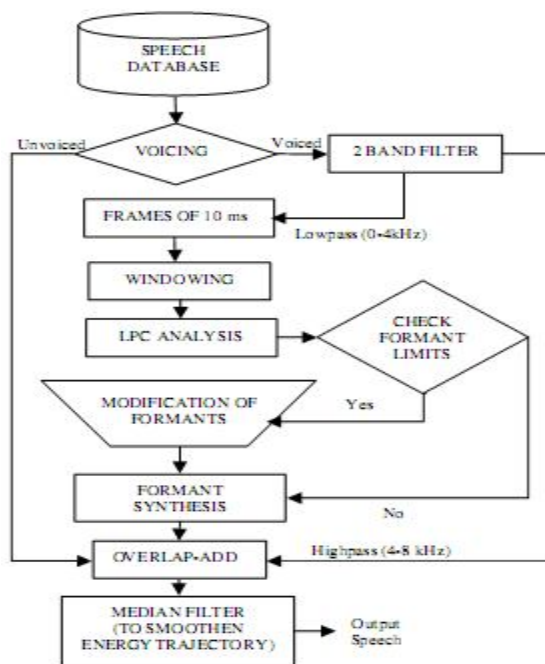 SPEECH
DATABASE
Unvoiced
VOICING
Voiced
2 BAND FILTER
FRAMES OF 10 ms
Lowpass (0-4kHz)
WINDOWING
LPC ANALYSIS
CHECK
FORMANT
LIMITS
MODIFICATION OF
FORMANTS
Yes
FORMANT
SYNTHESIS
No
OVERLAP-ADD
Highpass (4-8 kHz)
MEDIAN FILTER
(TO SMOOTHEN
ENERGY TRAJECTORY)
Output
Speech